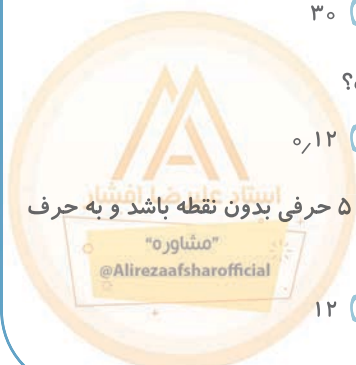 ۳۰
؟
۰٫۱۲
استاد علیرضا افشار
۵ حرفی بدون نقطه باشد و به حرف
"مشاوره"
@Alirezaafsharofficial
۱۲